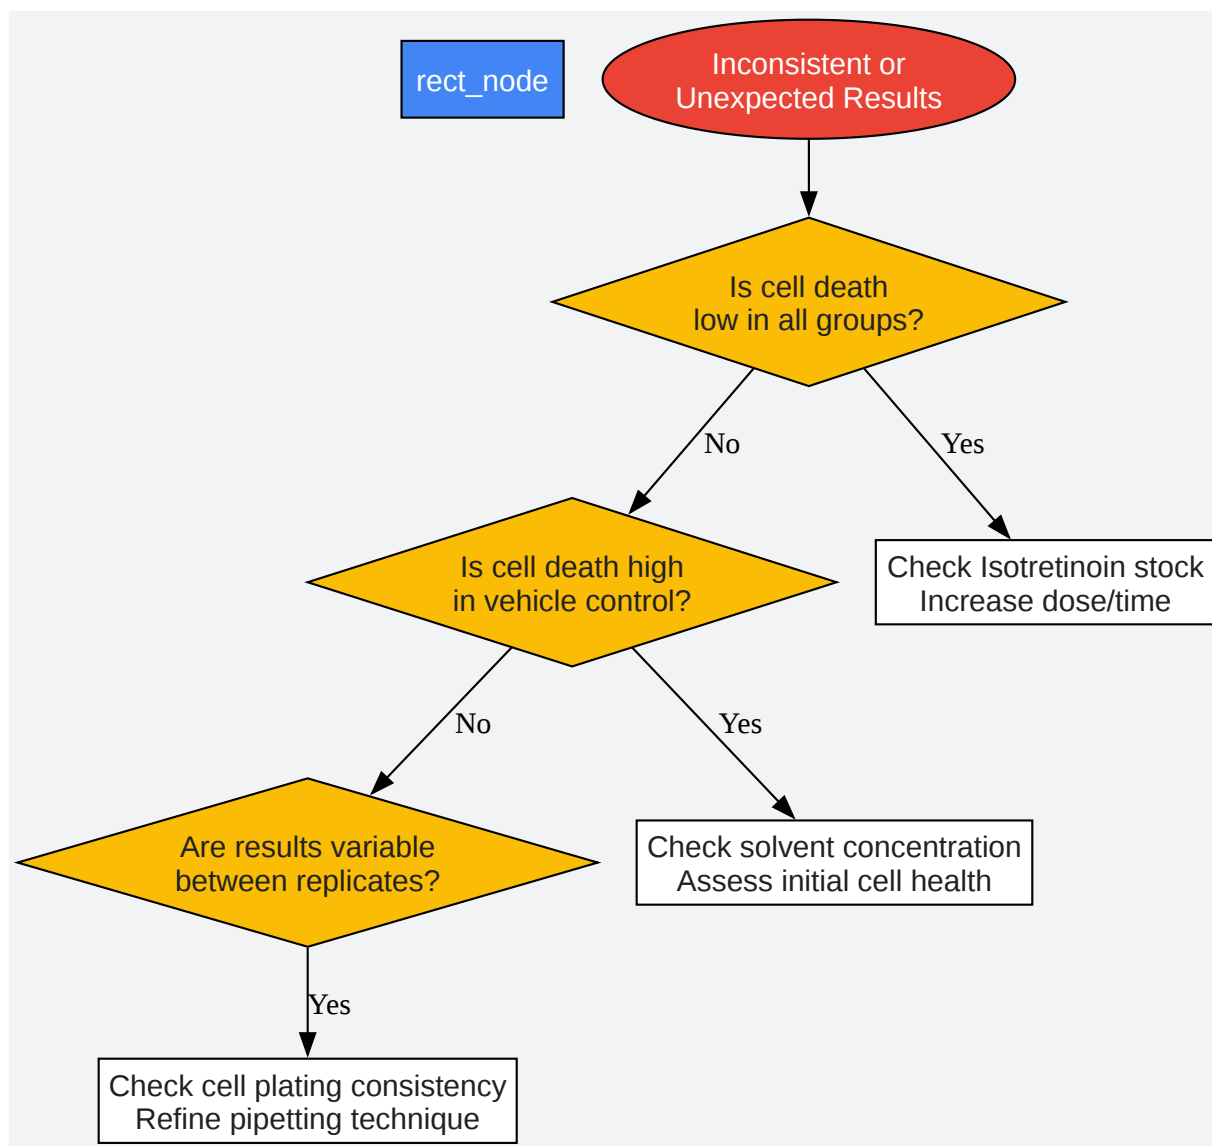 rect_node
Inconsistent or
Unexpected Results
Is cell death
low in all groups?
No
Yes
Is cell death high
in vehicle control?
Check Isotretinoin stock
Increase dose/time
No
Yes
Are results variable
between replicates?
Check solvent concentration
Assess initial cell health
Yes
Check cell plating consistency
Refine pipetting technique